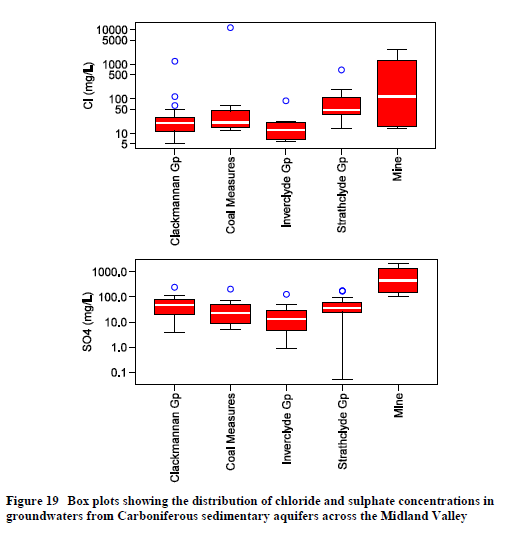 10000
5000
1000
500
100
50
10
5
Cl (mg/L)
Clackmannan Gp
Coal Measures
Inverclyde Gp
Strathclyde Gp
Mine
1000.0
100.0
10.0
1.0
0.1
SO4 (mg/L)
Clackmannan Gp
Coal Measures
Inverclyde Gp
Strathclyde Gp
Mine
Figure 19 Box plots showing the distribution of chloride and sulphate concentrations in
groundwaters from Carboniferous sedimentary aquifers across the Midland Valley